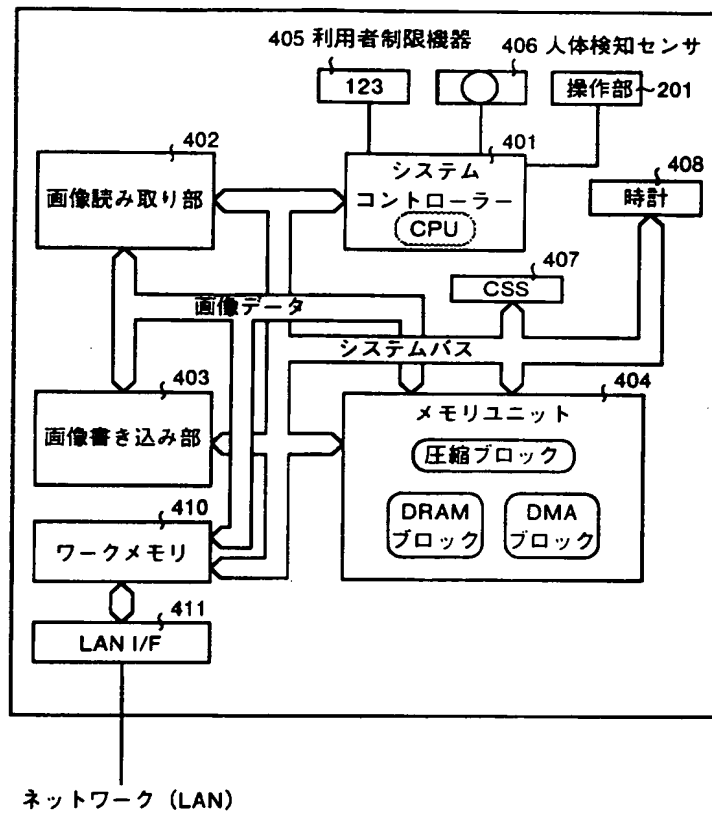 405 利用者制限機器
406 人体検知センサ
123
操作部 201
402
画像読み取り部
401
システム
コントローラー
CPU
408
時計
407
CSS
画像データ
システムバス
403
画像書き込み部
404
メモリユニット
圧縮ブロック
DRAM
ブロック
DMA
ブロック
410
ワークメモリ
411
LAN I/F
ネットワーク (LAN)